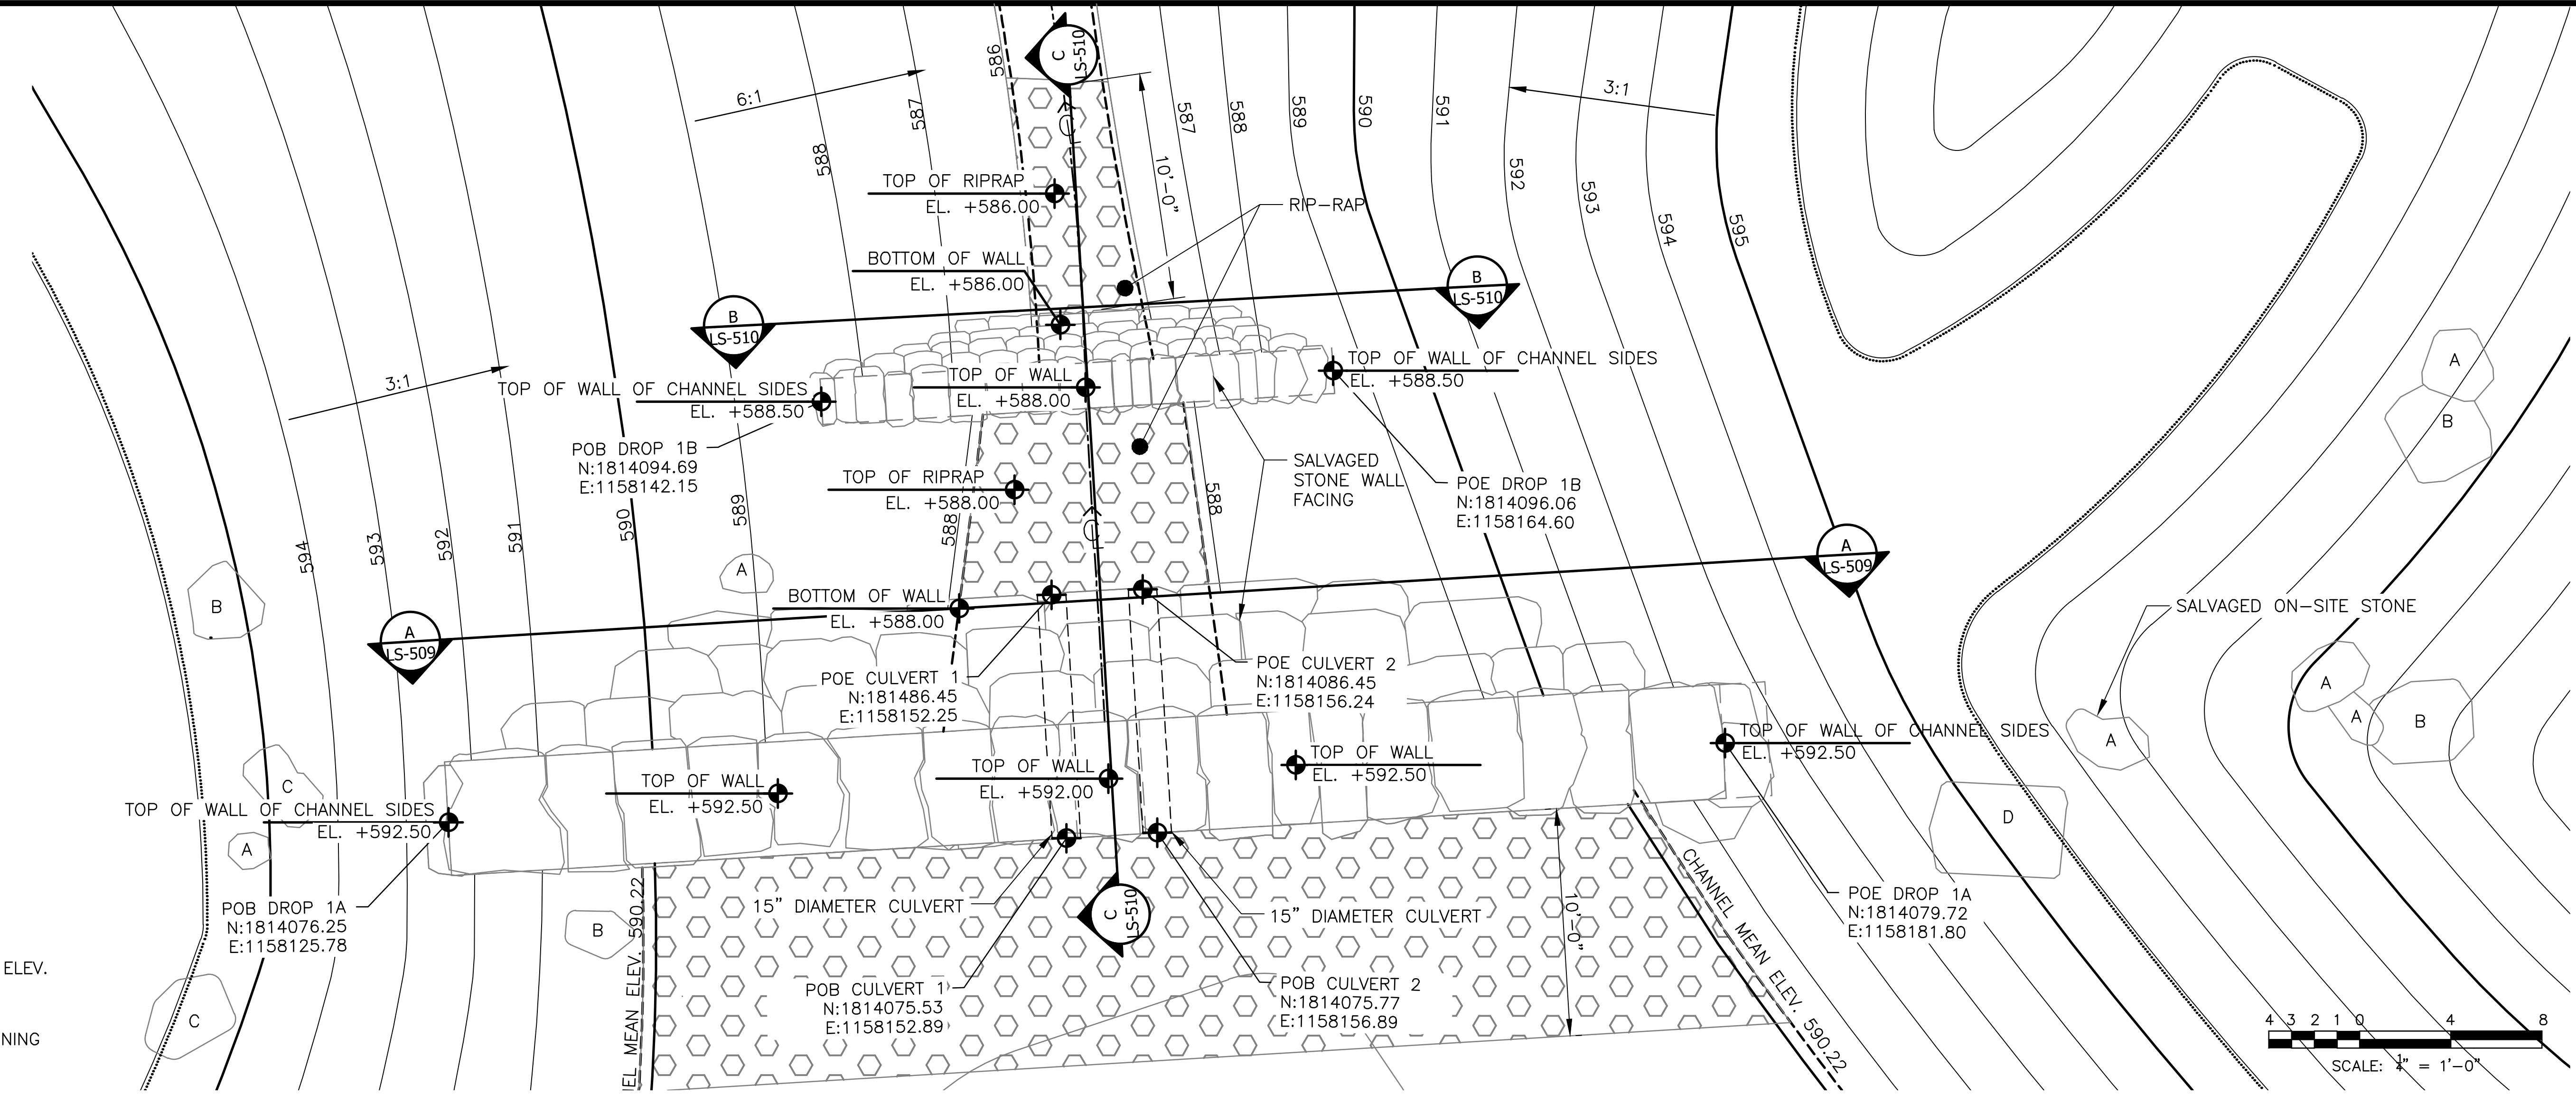 586
C
LS-510
6:1
587
588
587
588
589
590
591
592
593
594
595
3:1
10'-0"
TOP OF RIPRAP
EL. +586.00
RIP-RAP
BOTTOM OF WALL
EL. +586.00
B
LS-510
B
LS-510
3:1
TOP OF WALL OF CHANNEL SIDES
EL. +588.50
TOP OF WALL
EL. +588.00
TOP OF WALL OF CHANNEL SIDES
EL. +588.50
POB DROP 1B
N:1814094.69
E:1158142.15
TOP OF RIPRAP
EL. +588.00
SALVAGED
STONE WALL
FACING
POE DROP 1B
N:1814096.06
E:1158164.60
594
593
592
591
590
589
588
588
A
B
A
B
A
LS-509
A
LS-509
A
BOTTOM OF WALL
EL. +588.00
SALVAGED ON-SITE STONE
POE CULVERT 1
N:181486.45
E:1158152.25
POE CULVERT 2
N:1814086.45
E:1158156.24
A
A
B
A
TOP OF WALL OF CHANNEL SIDES
EL. +592.50
TOP OF WALL
EL. +592.50
TOP OF WALL
EL. +592.00
TOP OF WALL
EL. +592.50
C
TOP OF WALL OF CHANNEL SIDES
EL. +592.50
A
D
POB DROP 1A
N:1814076.25
E:1158125.78
B
15" DIAMETER CULVERT
C
LS-510
15" DIAMETER CULVERT
10'-0"
POE DROP 1A
N:1814079.72
E:1158181.80
CHANNEL MEAN ELEV. 590.22
NEL MEAN ELEV. 590.22
ELEV.
NING
C
POB CULVERT 1
N:1814075.53
E:1158152.89
POB CULVERT 2
N:1814075.77
E:1158156.89
4 3 2 1 0 4 8
SCALE: ¼" = 1'-0"